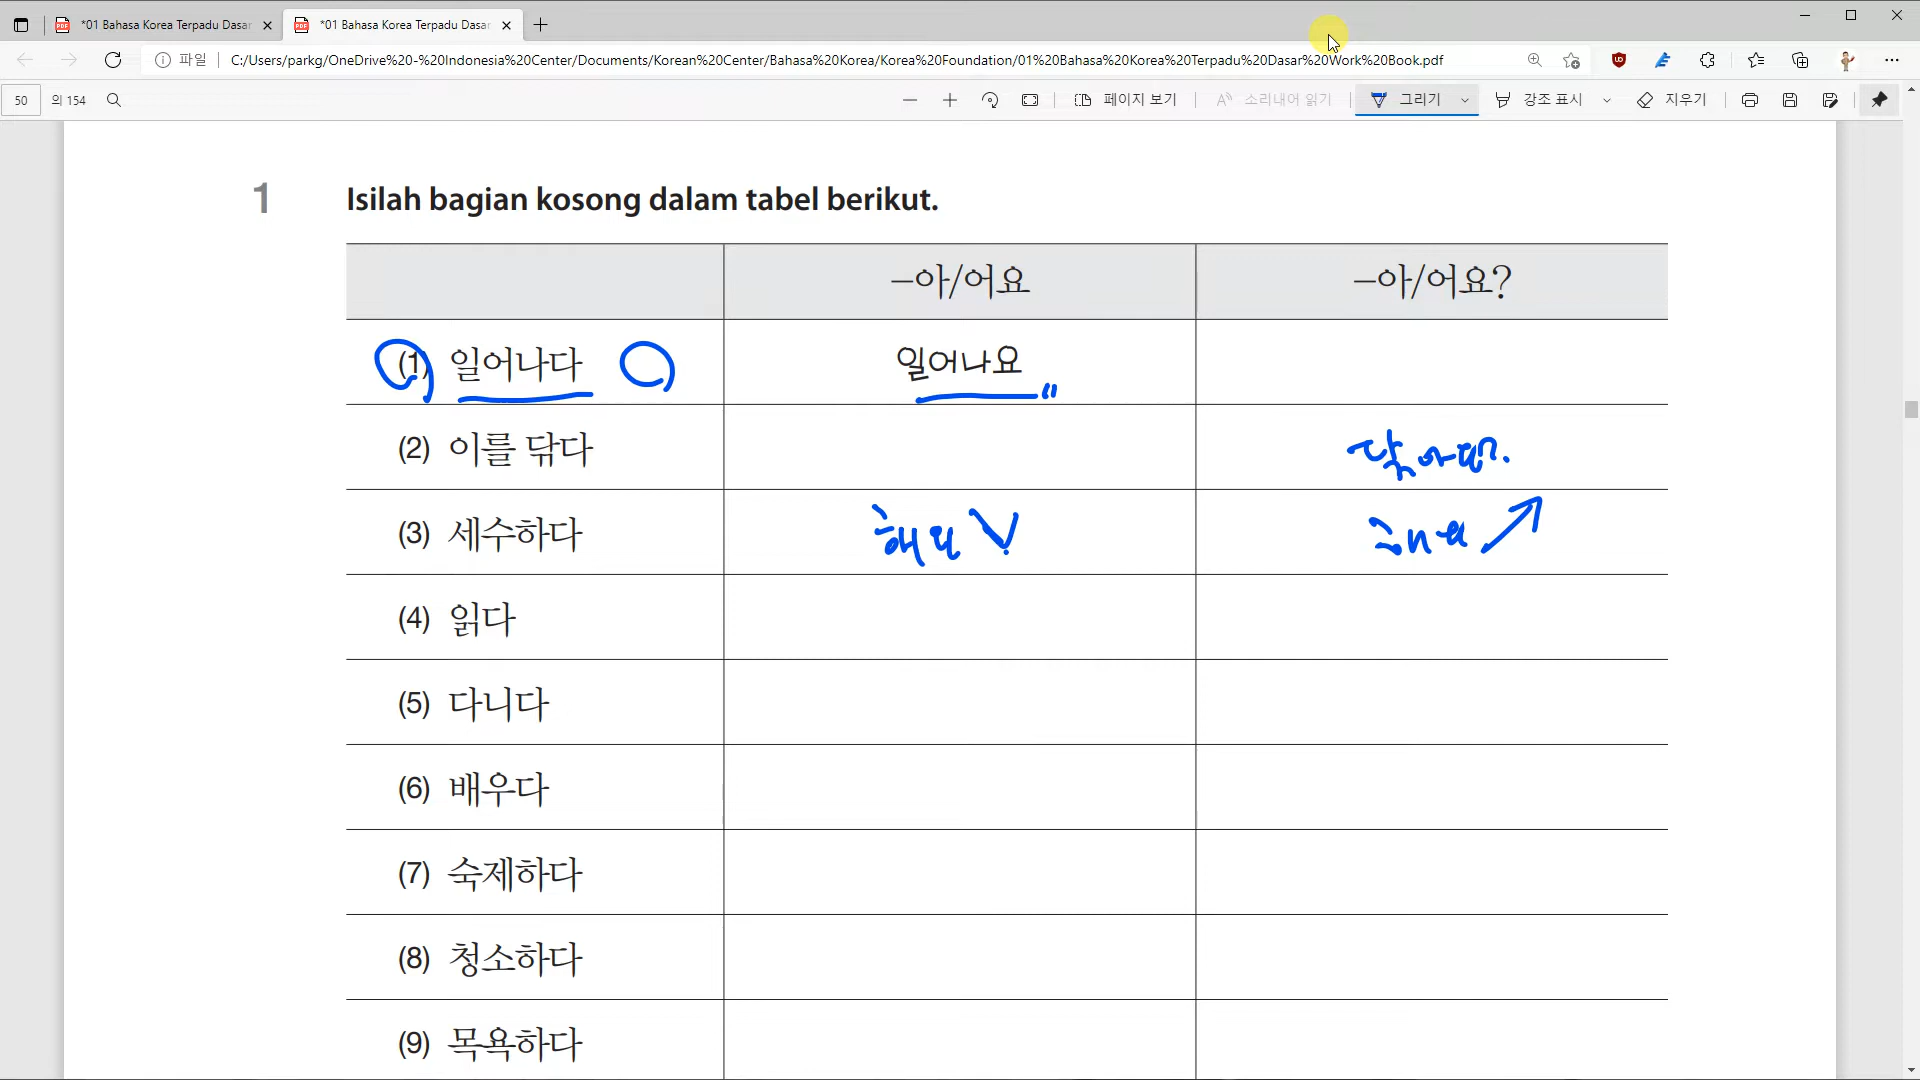 *01 Bahasa Korea Terpadu Dasar
*01 Bahasa Korea Terpadu Dasar
파일 C:/Users/parkg/OneDrive%20-%20Indonesia%20Center/Documents/Korean%20Center/Bahasa%20Korea/Korea%20Foundation/01%20Bahasa%20Korea%20Terpadu%20Dasar%20Work%20Book.pdf
50 의 154 페이지 보기 소리내어 읽기 그리기 강조 표시 지우기
1 Isilah bagian kosong dalam tabel berikut.
–아/어요 –아/어요?
(1) 일어나다 일어나요
(2) 이를 닦다 닦아요?
(3) 세수하다 해요 해요
(4) 읽다
(5) 다니다
(6) 배우다
(7) 숙제하다
(8) 청소하다
(9) 목욕하다